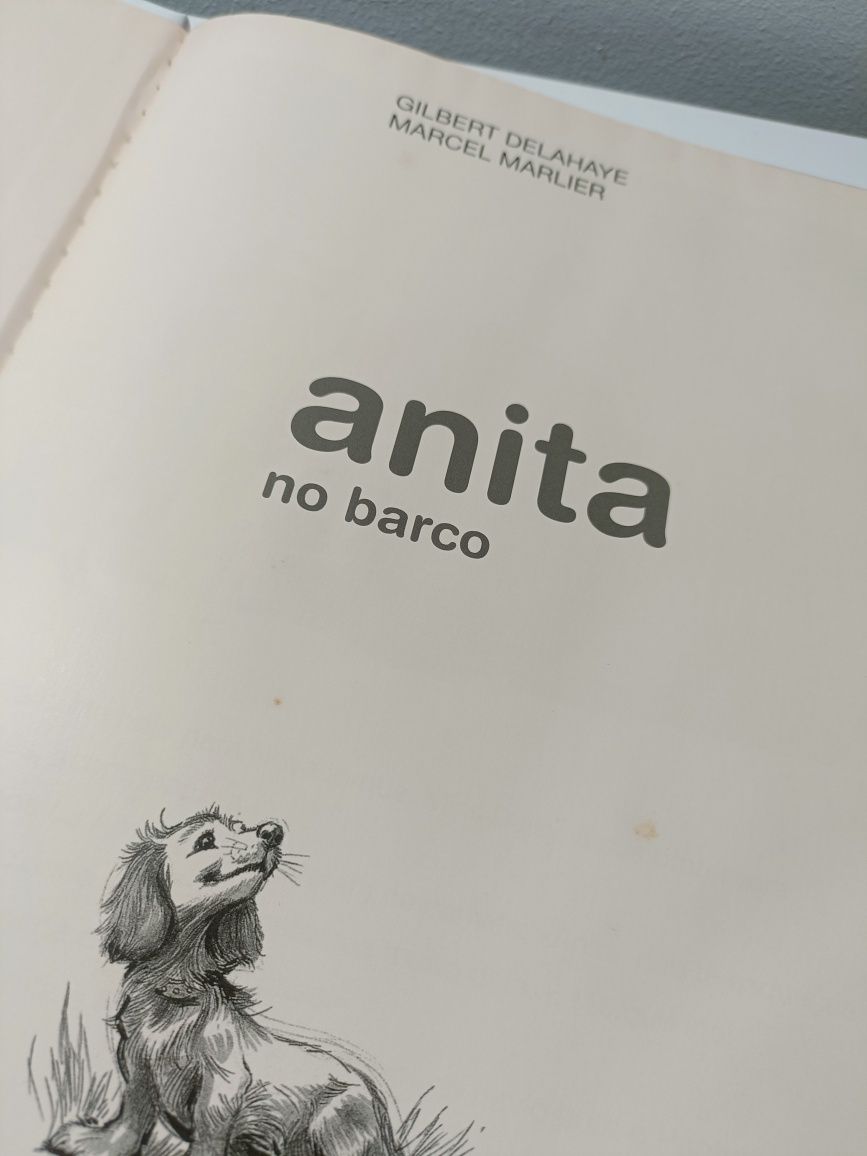 GILBERT DELAHAYE
MARCEL MARLIER
anita
no barco